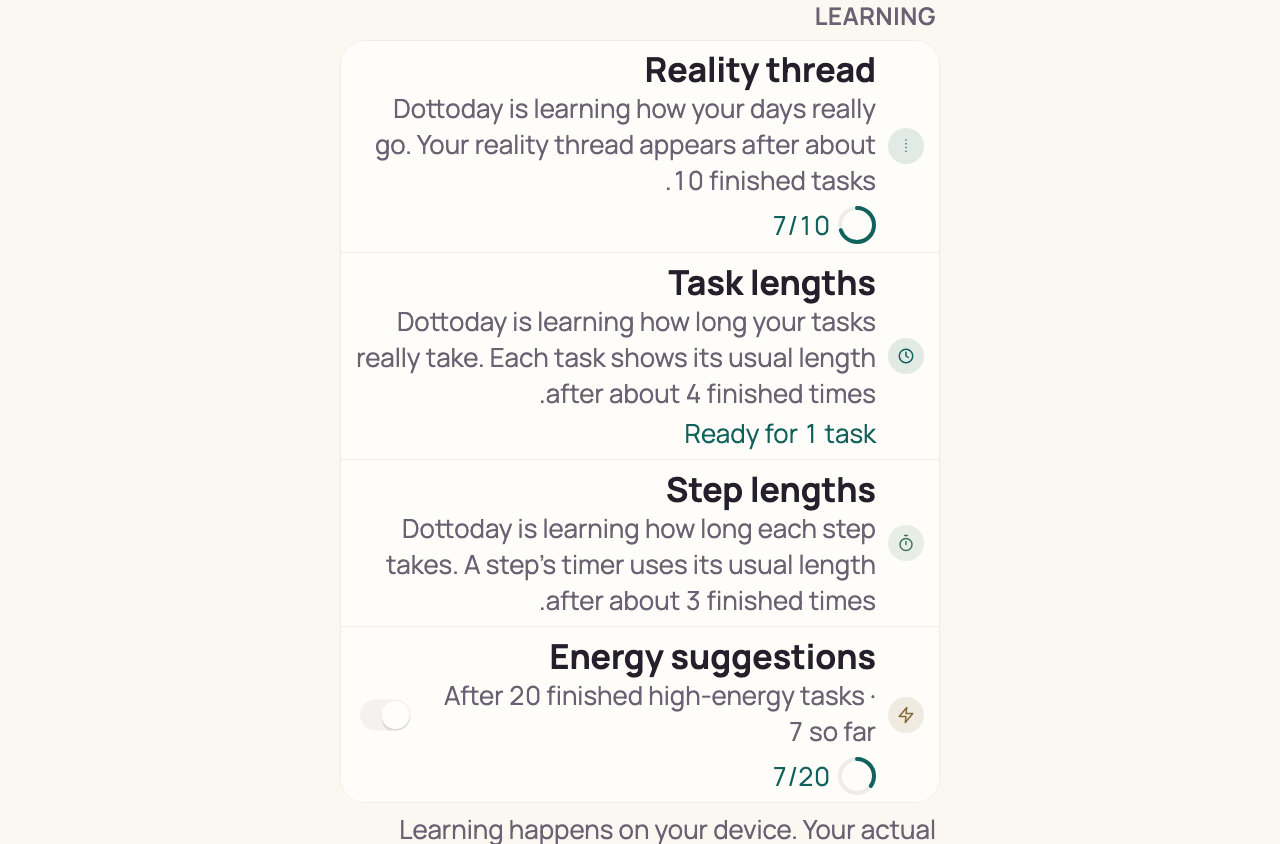 LEARNING
Reality thread
Dottoday is learning how your days really
go. Your reality thread appears after about
.10 finished tasks
7/10
Task lengths
Dottoday is learning how long your tasks
really take. Each task shows its usual length
.after about 4 finished times
Ready for 1 task
Step lengths
Dottoday is learning how long each step
takes. A step’s timer uses its usual length
.after about 3 finished times
Energy suggestions
After 20 finished high-energy tasks ·
7 so far
7/20
Learning happens on your device. Your actual